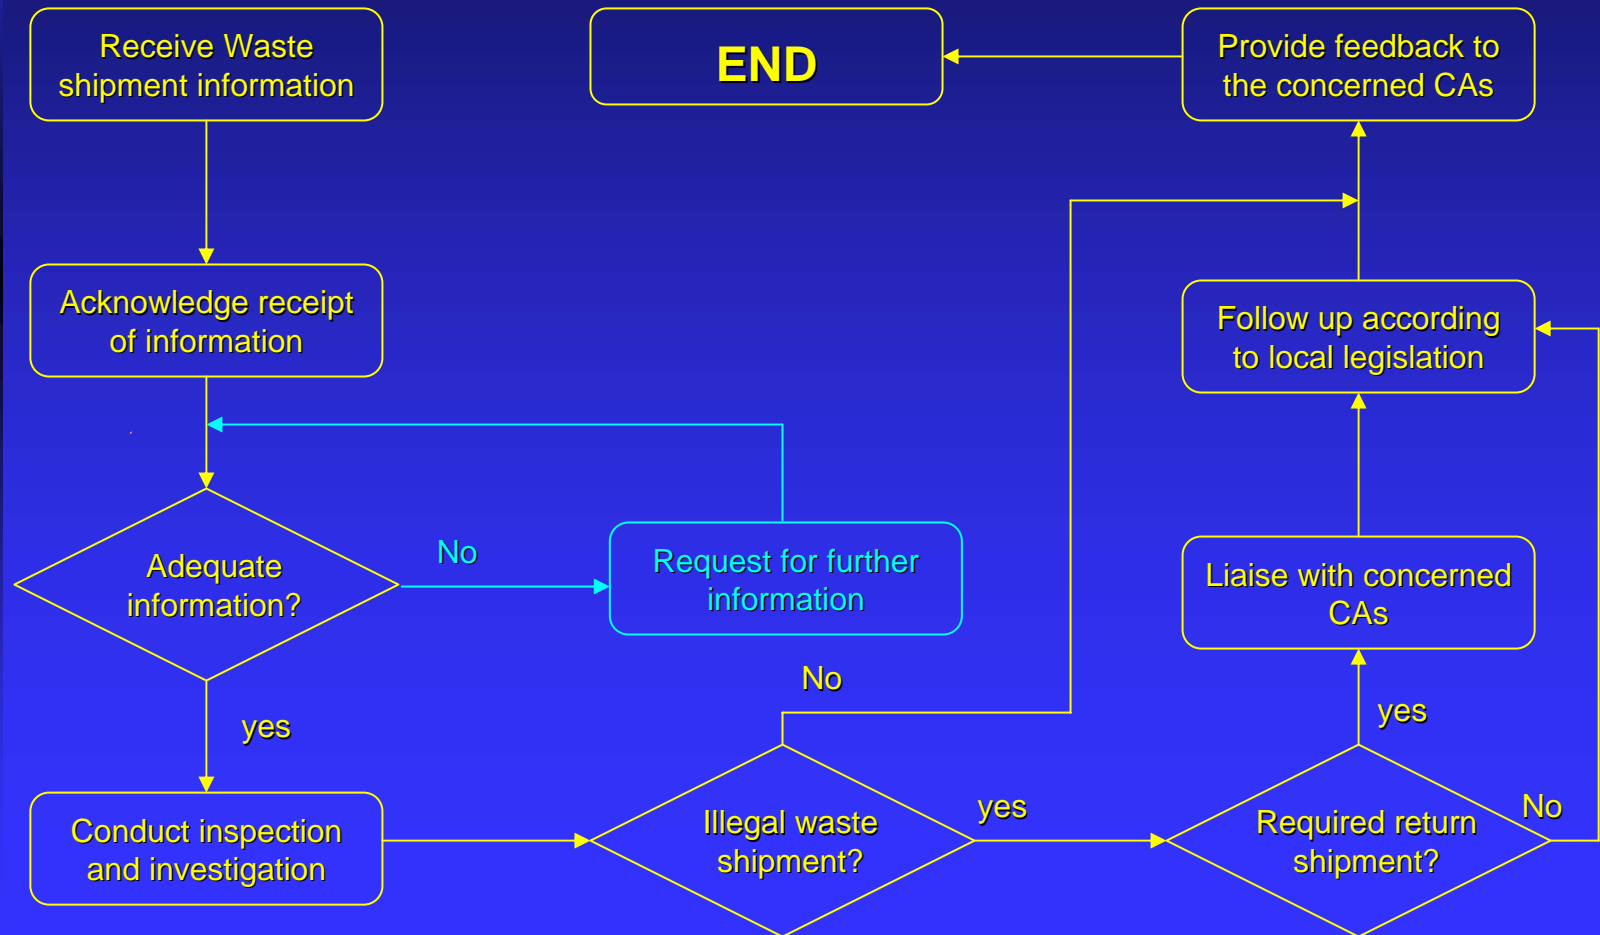 Receive Waste
shipment information
END
Provide feedback to
the concerned CAs
Acknowledge receipt
of information
Follow up according
to local legislation
Adequate
information?
No
Request for further
information
Liaise with concerned
CAs
No
yes
yes
Conduct inspection
and investigation
Illegal waste
shipment?
yes
Required return
shipment?
No